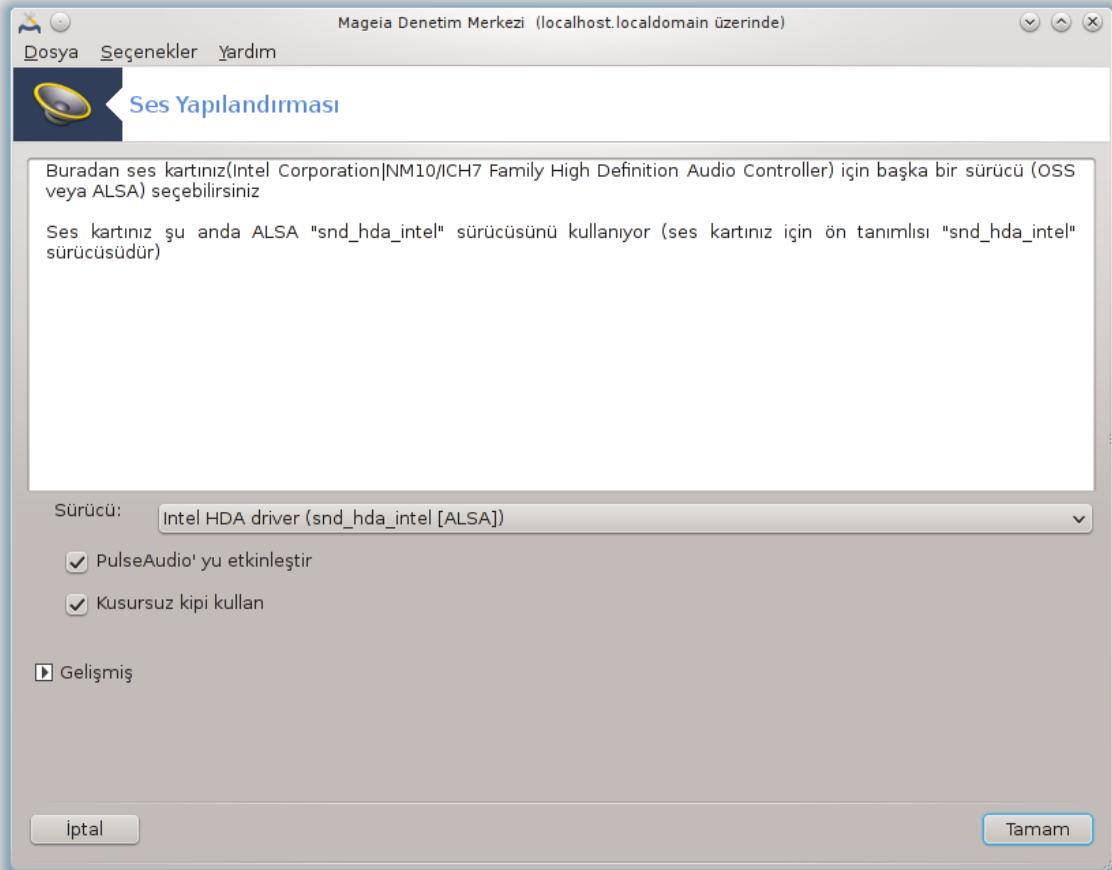 Mageia Denetim Merkezi  (localhost.localdomain üzerinde)
Dosya Seçenekler Yardım
Ses Yapılandırması
Buradan ses kartınız(Intel Corporation|NM10/ICH7 Family High Definition Audio Controller) için başka bir sürücü (OSS
veya ALSA) seçebilirsiniz
Ses kartınız şu anda ALSA "snd_hda_intel" sürücüsünü kullanıyor (ses kartınız için ön tanımlısı "snd_hda_intel"
sürücüsüdür)
Sürücü:
Intel HDA driver (snd_hda_intel [ALSA])
PulseAudio' yu etkinleştir
Kusursuz kipi kullan
Gelişmiş
İptal
Tamam